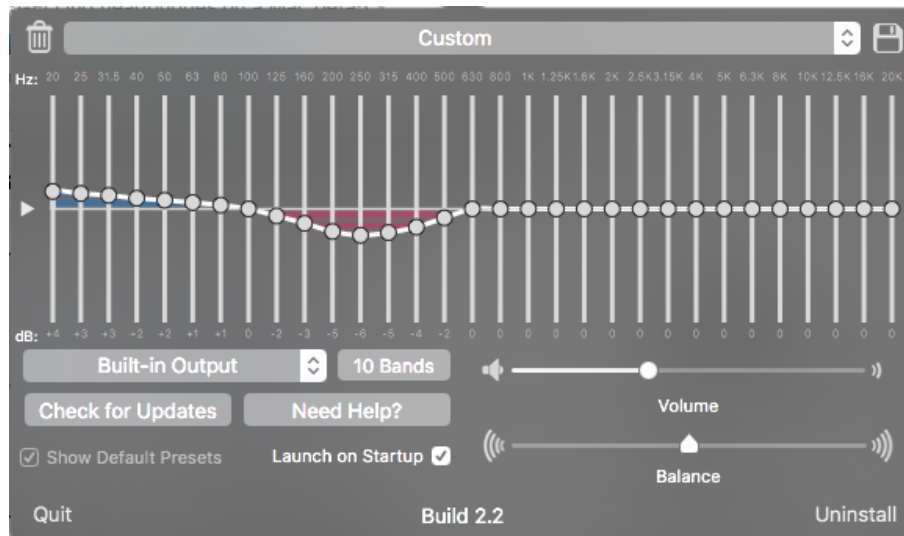 Custom
Hz: 20 25 31.5 40 50 63 80 100 125 160 200 250 315 400 500 630 800 1K 1.25K 1.6K 2K 2.5K 3.15K 4K 5K 6.3K 8K 10K 12.5K 16K 20K
dB: +4 +3 +3 +2 +2 +1 +1 0 -2 -3 -5 -6 -5 -4 -2 0 0 0 0 0 0 0 0 0 0 0 0 0 0 0 0
Built-in Output
10 Bands
Check for Updates
Need Help?
Volume
Show Default Presets
Launch on Startup
Balance
Quit
Build 2.2
Uninstall